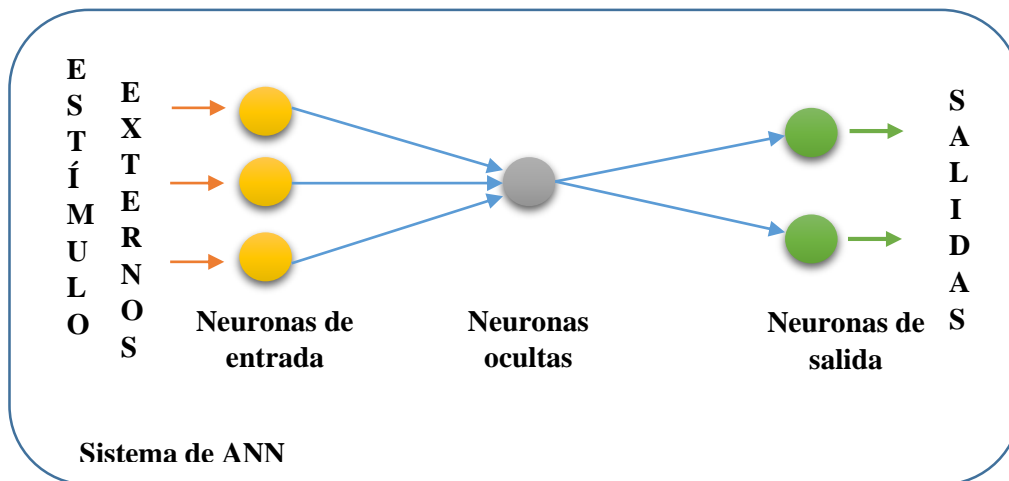 ESTÍMULO
EXTERNOS
SALIDAS
Neuronas de
entrada
Neuronas
ocultas
Neuronas de
salida
Sistema de ANN